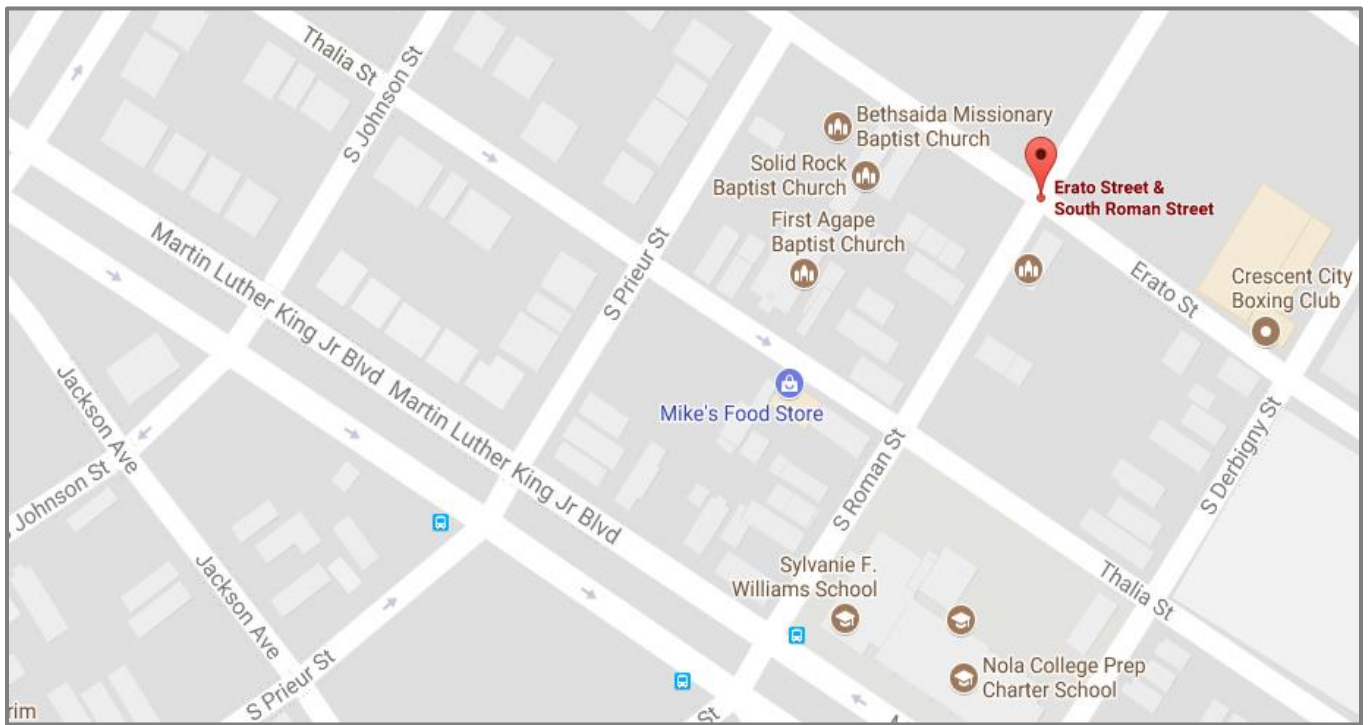 Thalia St
S Johnson St
Bethsaida Missionary
Baptist Church
Solid Rock
Baptist Church
Erato Street &
South Roman Street
First Agape
Baptist Church
S Prieur St
Erato St
Crescent City
Boxing Club
Martin Luther King Jr Blvd
Martin Luther King Jr Blvd
Jackson Ave
Mike's Food Store
S Roman St
S Derbigny St
Johnson St
Jackson Ave
Sylvanie F.
Williams School
Thalia St
S Prieur St
Nola College Prep
Charter School
rim
St